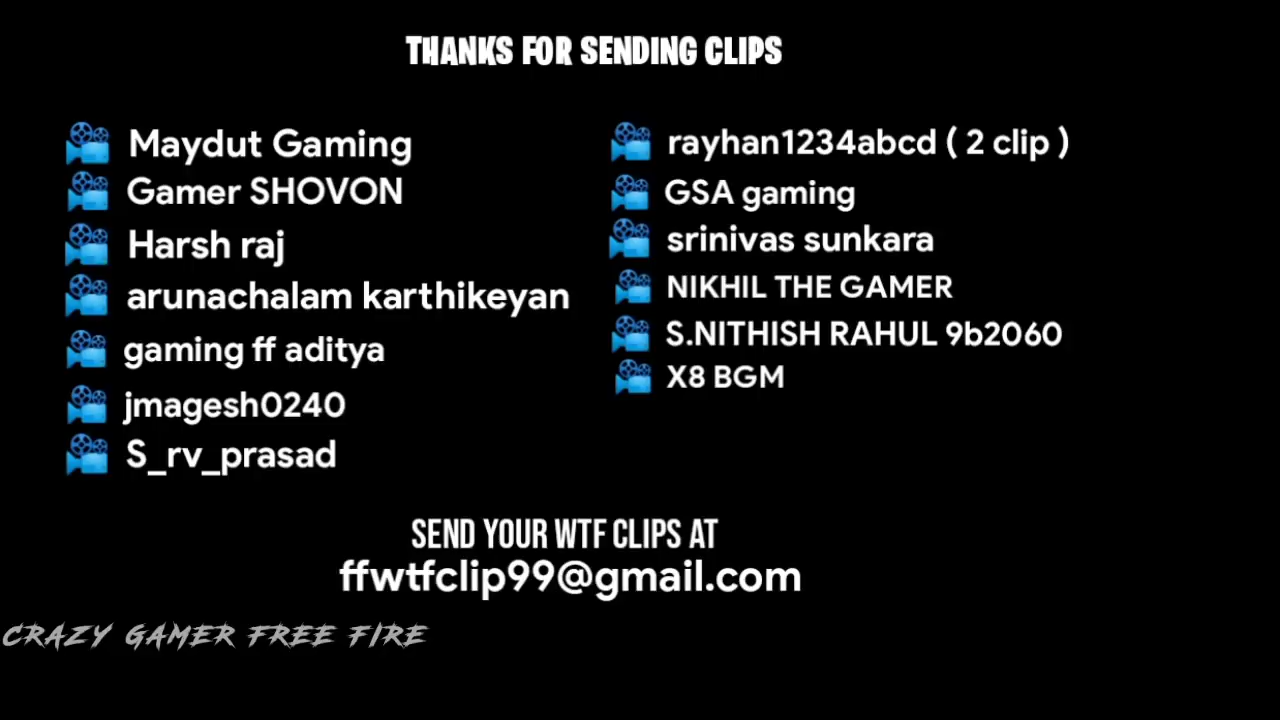 THANKS FOR SENDING CLIPS
Maydut Gaming
Gamer SHOVON
Harsh raj
arunachalam karthikeyan
gaming ff aditya
jmagesh0240
S_rv_prasad
rayhan1234abcd ( 2 clip )
GSA gaming
srinivas sunkara
NIKHIL THE GAMER
S.NITHISH RAHUL 9b2060
X8 BGM
SEND YOUR WTF CLIPS AT
ffwtfclip99@gmail.com
CRAZY GAMER FREE FIRE